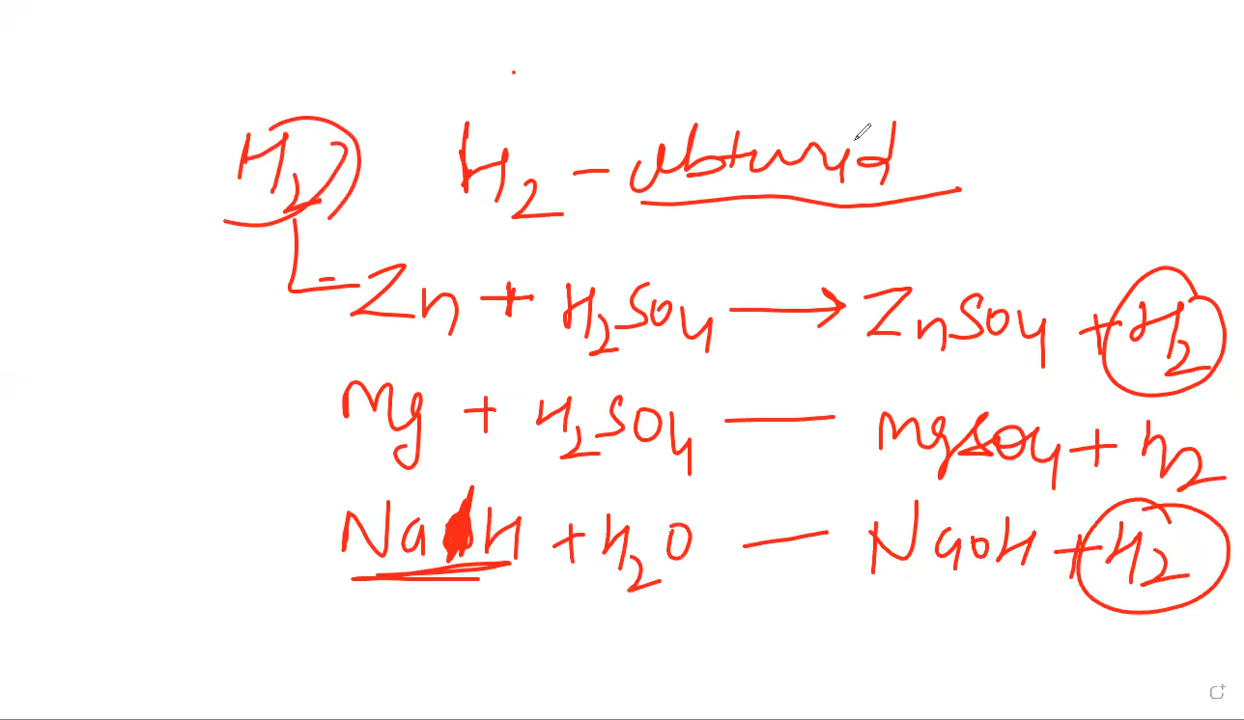 H2 H2 - obtained
Zn + H2SO4 → ZnSO4 + H2
Mg + H2SO4 — MgSO4 + H2
NaH + H2O — NaOH + H2